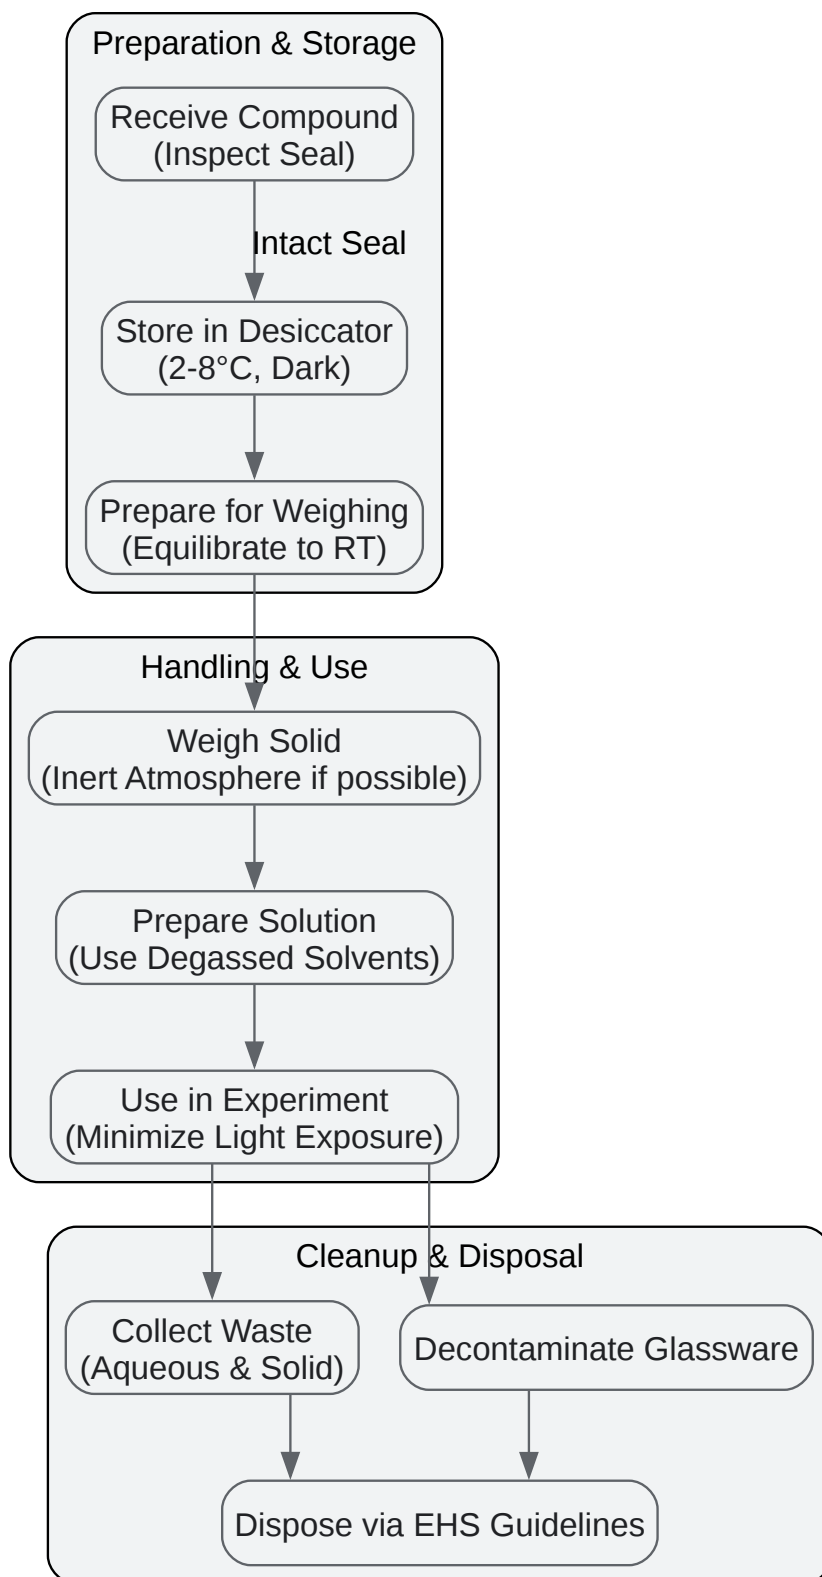 Preparation & Storage
Receive Compound
(Inspect Seal)
Intact Seal
Store in Desiccator
(2-8°C, Dark)
Prepare for Weighing
(Equilibrate to RT)
Handling & Use
Weigh Solid
(Inert Atmosphere if possible)
Prepare Solution
(Use Degassed Solvents)
Use in Experiment
(Minimize Light Exposure)
Cleanup & Disposal
Collect Waste
(Aqueous & Solid)
Decontaminate Glassware
Dispose via EHS Guidelines